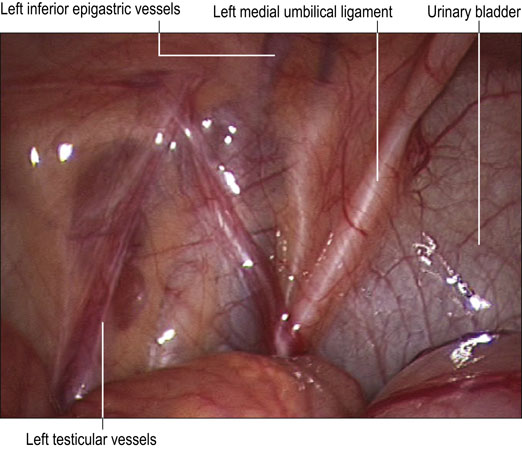 Left inferior epigastric vessels
Left medial umbilical ligament
Urinary bladder
Left testicular vessels